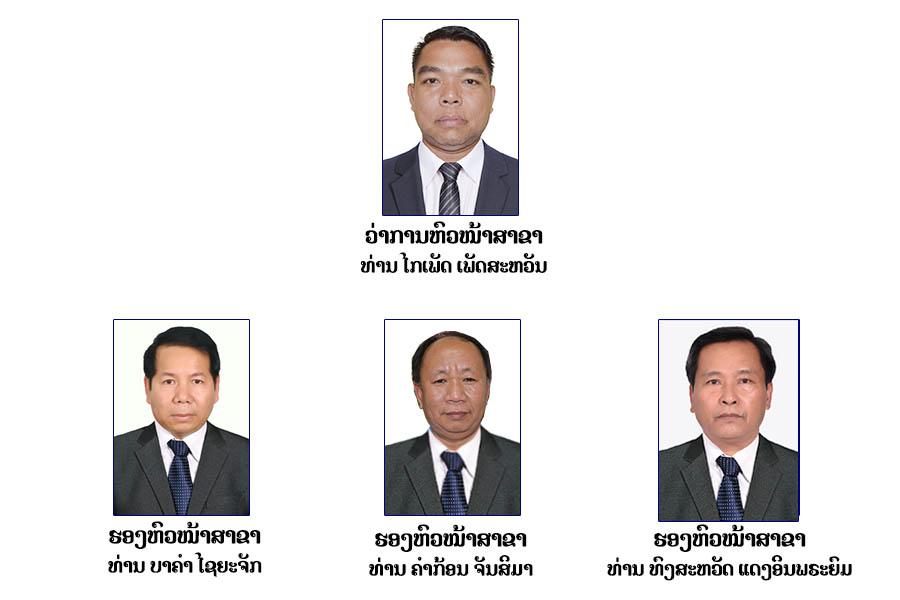 ວ່າການຫົວໜ້າສາຂາ
ທ່ານ ໄກເພັດ ເພັດສະຫວັນ
ຮອງຫົວໜ້າສາຂາ
ທ່ານ ບາຄຳ ໄຊຍະຈັກ
ຮອງຫົວໜ້າສາຂາ
ທ່ານ ຄຳກ້ອນ ຈັນສິມາ
ຮອງຫົວໜ້າສາຂາ
ທ່ານ ທົງສະຫວັດ ແດງອິນພຣະຍົມ